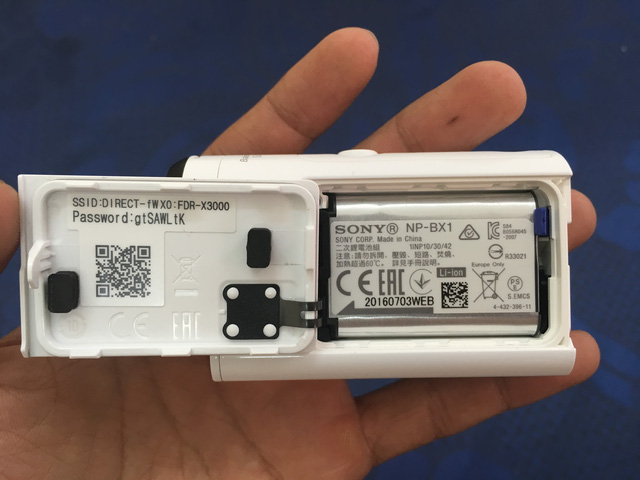 SSID:DIRECT-fWX0:FDR-X3000
Password:gtSAWLtK
EAC
SONY® NP-BX1
SONY CORP. Made in China
二次鋰電池組 1INP10/30/42
注意:請勿拆開、壓毀、短路、焚燒、
加熱超過60℃。詳見手冊說明。
Li-ion
20160703WEB
Europe Only
R33021
PS
E
S.EMCS
4-432-396-11